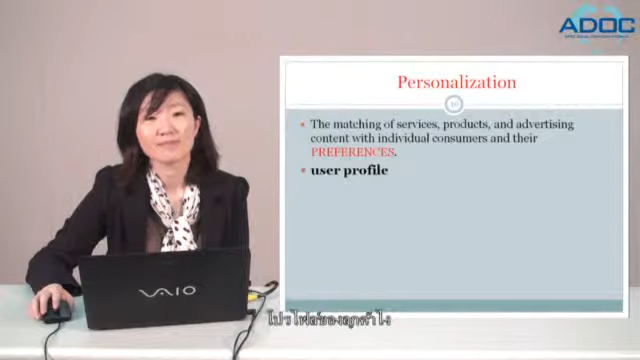 ADOC
Personalization
10
The matching of services, products, and advertising
content with individual consumers and their
PREFERENCES.
user profile
VAIO
โปรไฟล์ของลูกค้าไง